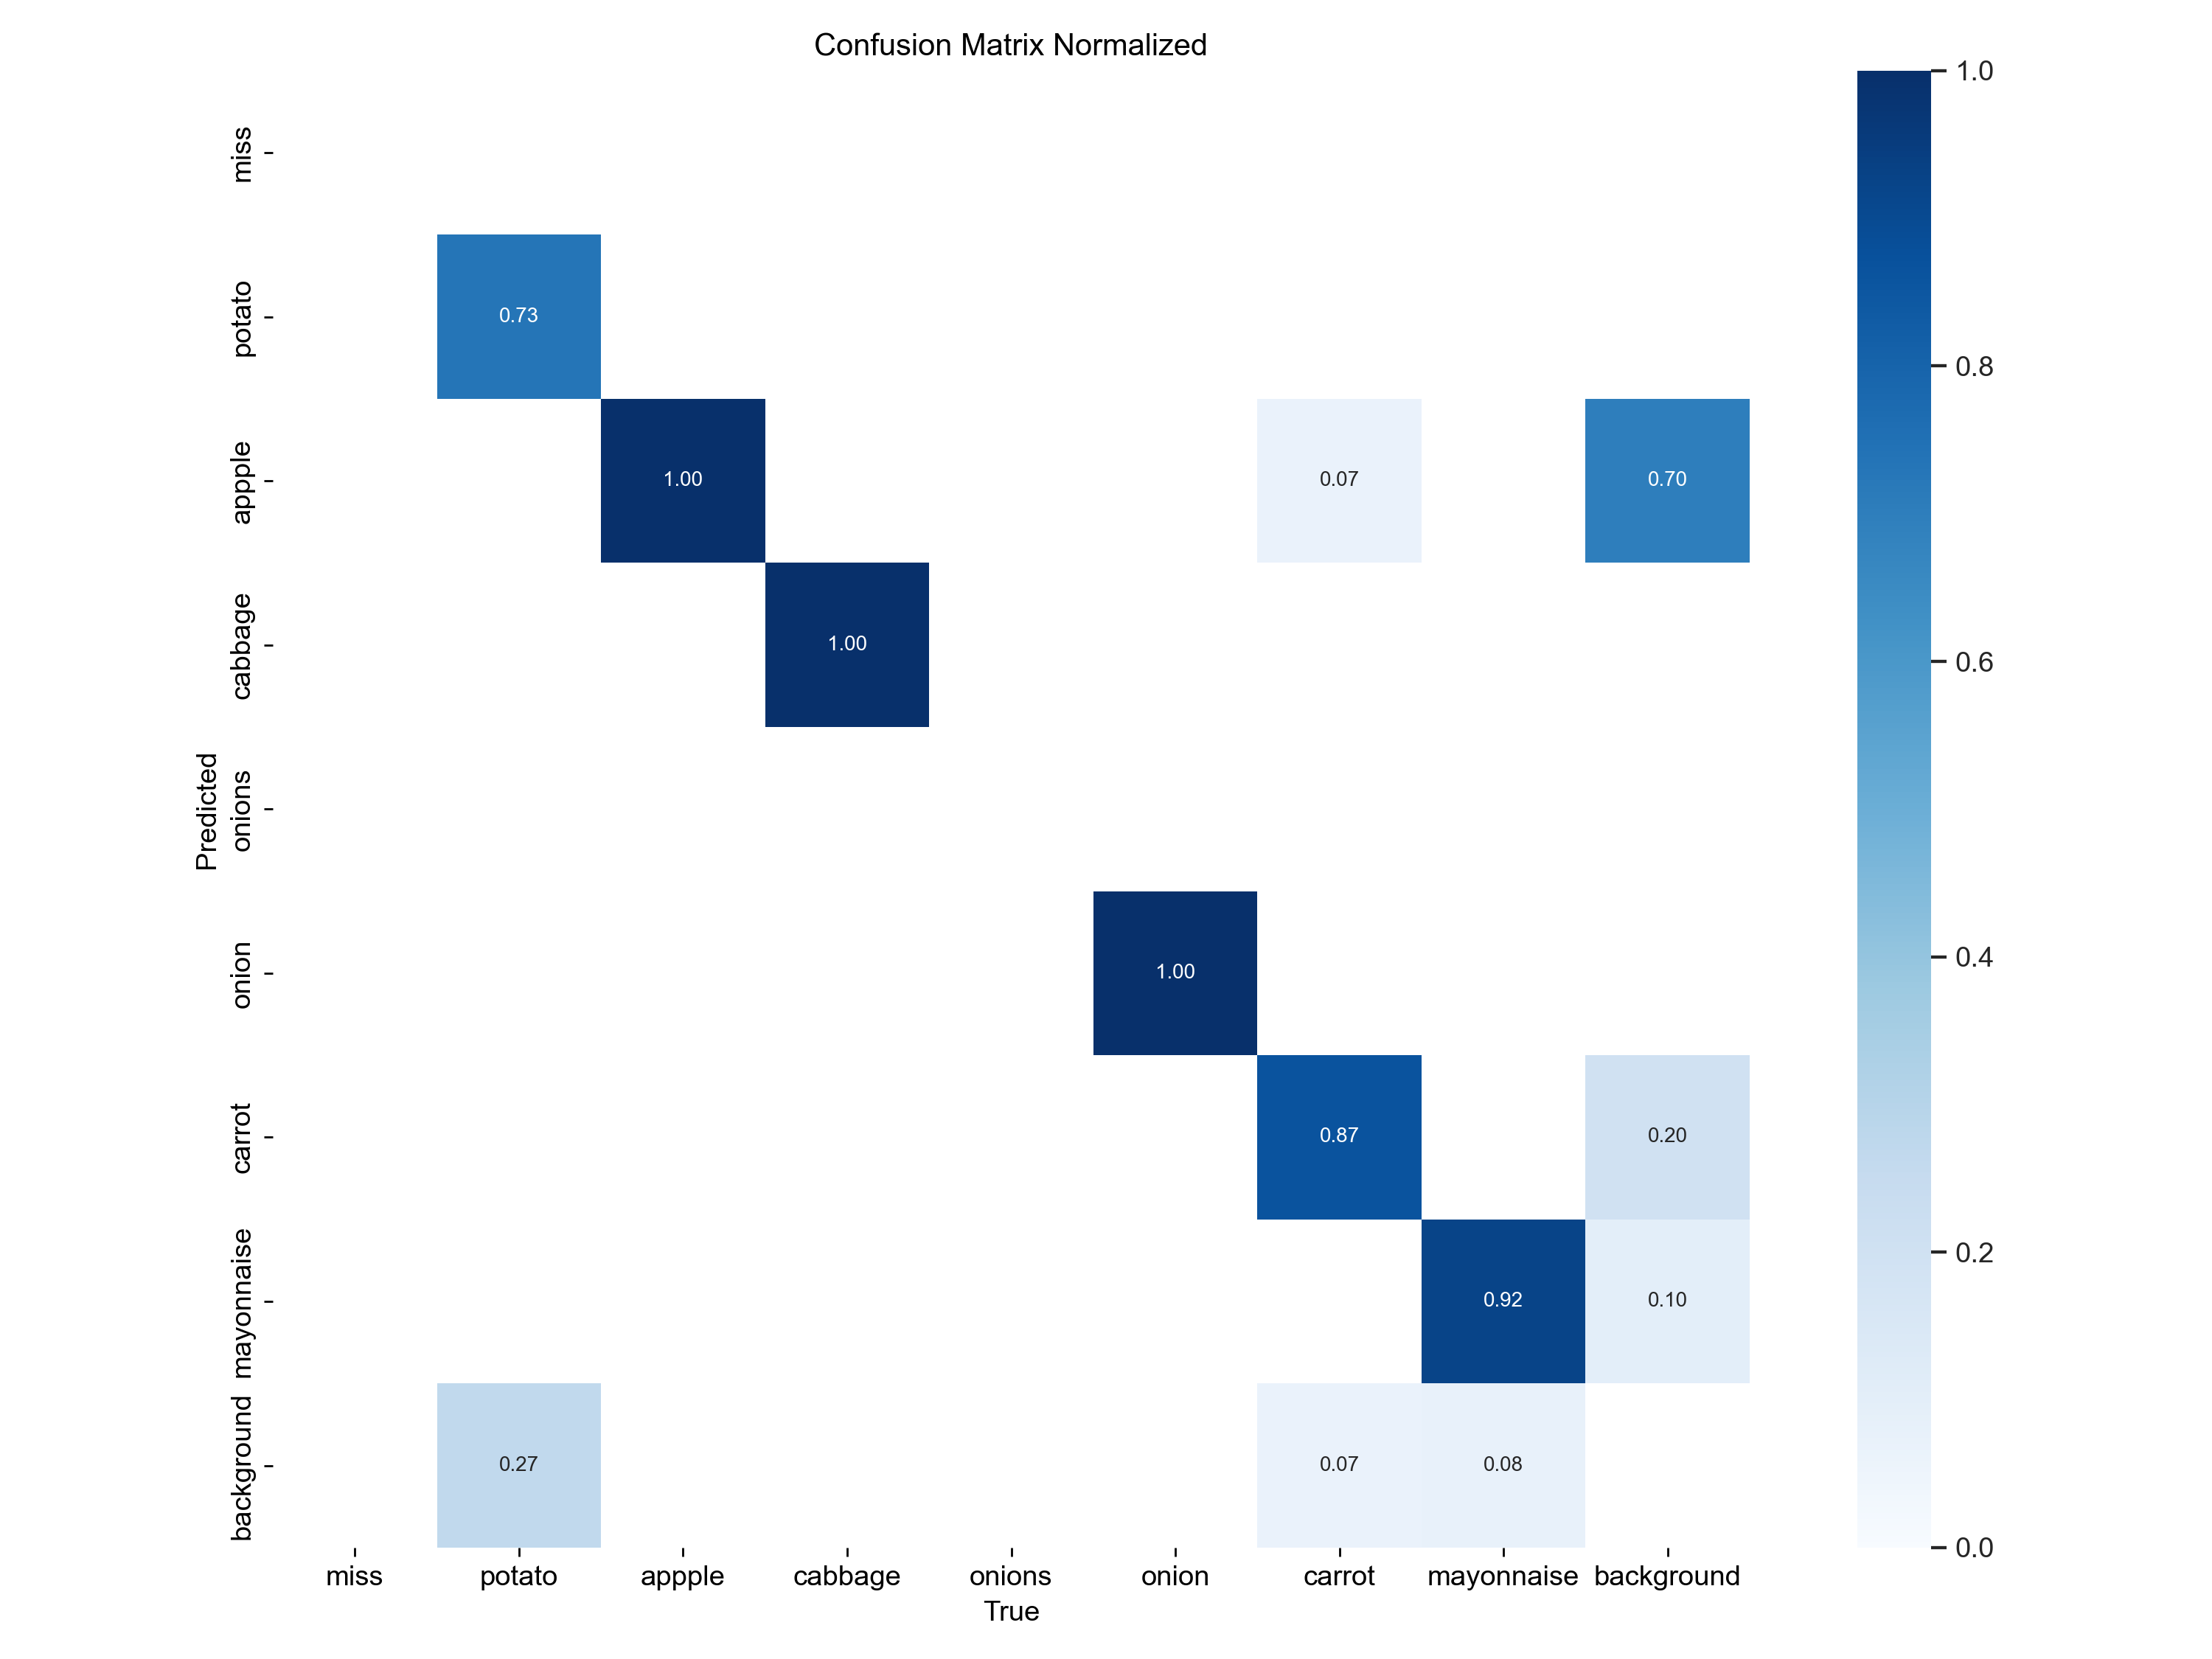 Confusion Matrix Normalized
1.0
miss
potato
0.73
0.8
appple
1.00
0.07
0.70
cabbage
1.00
0.6
Predicted
onions
onion
1.00
0.4
carrot
0.87
0.20
mayonnaise
0.92
0.10
0.2
background
0.27
0.07
0.08
0.0
miss potato appple cabbage onions onion carrot mayonnaise background
True